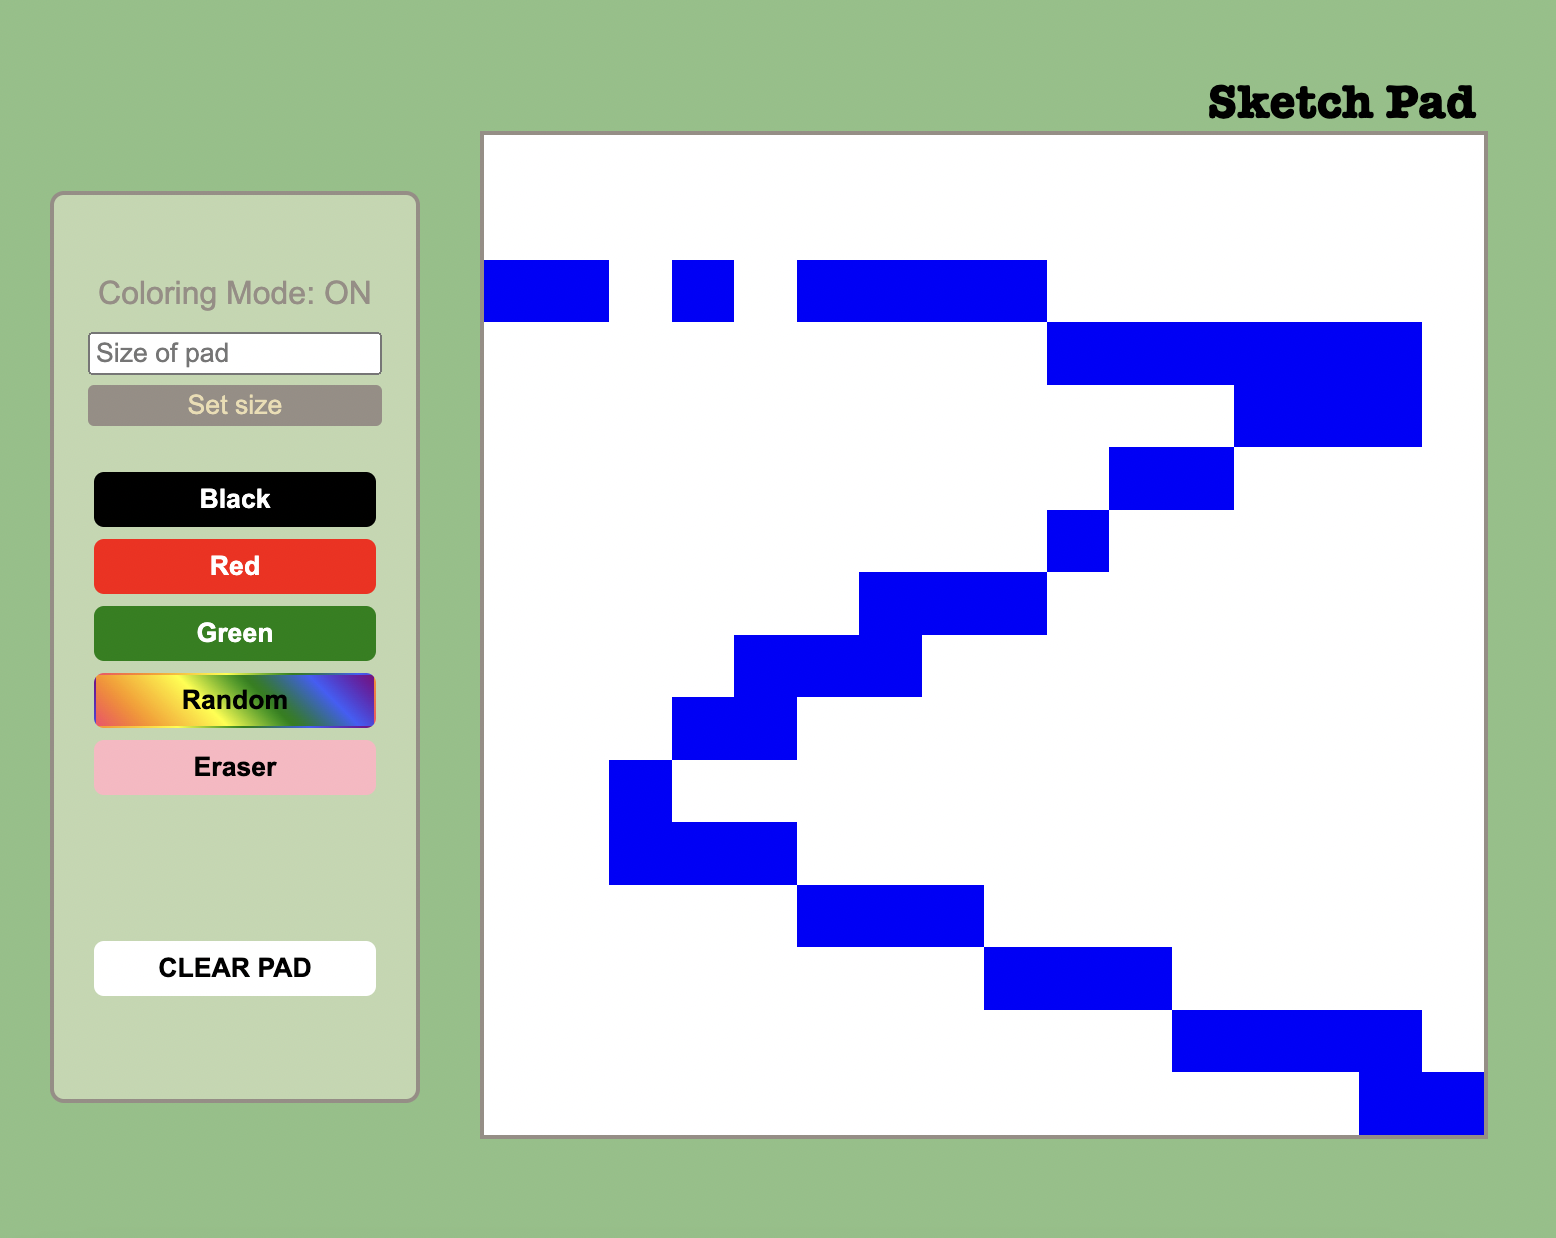 Sketch Pad
Coloring Mode: ON
Size of pad
Set size
Black
Red
Green
Random
Eraser
CLEAR PAD